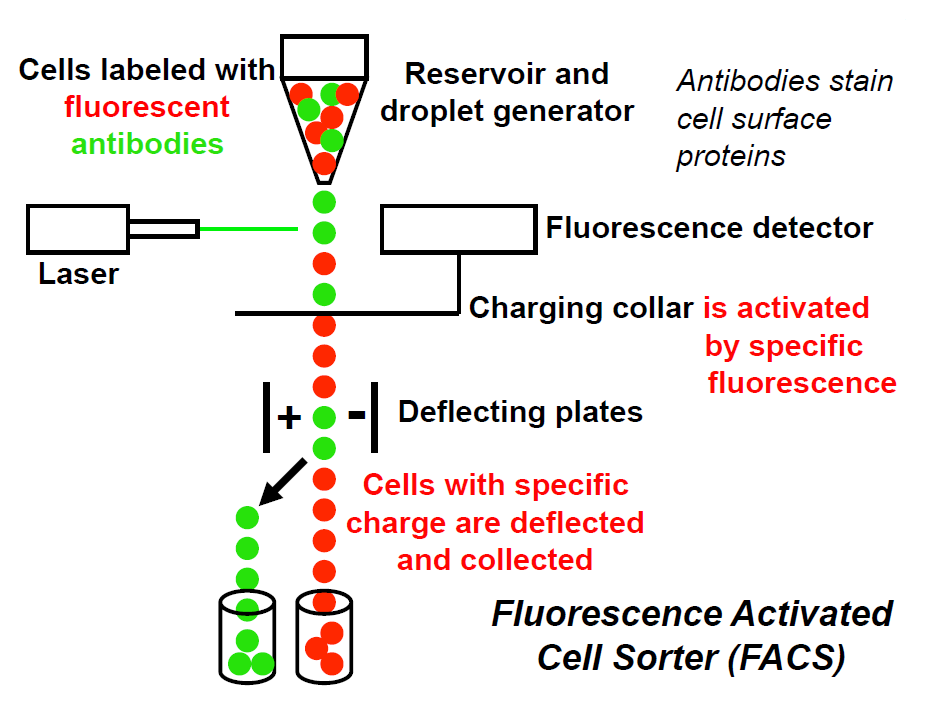 Cells labeled with
fluorescent
antibodies
Reservoir and
droplet generator
Antibodies stain
cell surface
proteins
Laser
Fluorescence detector
Charging collar is activated
by specific
fluorescence
+ -
Deflecting plates
Cells with specific
charge are deflected
and collected
Fluorescence Activated
Cell Sorter (FACS)